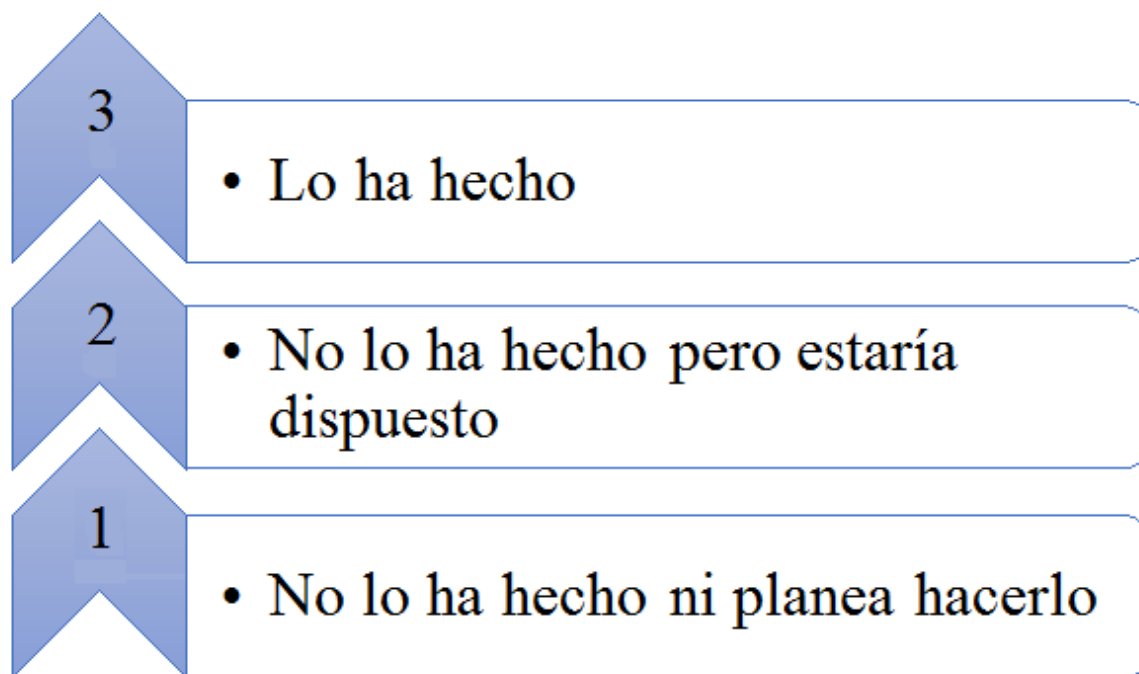 3
• Lo ha hecho
2
• No lo ha hecho pero estaría
dispuesto
1
• No lo ha hecho ni planea hacerlo